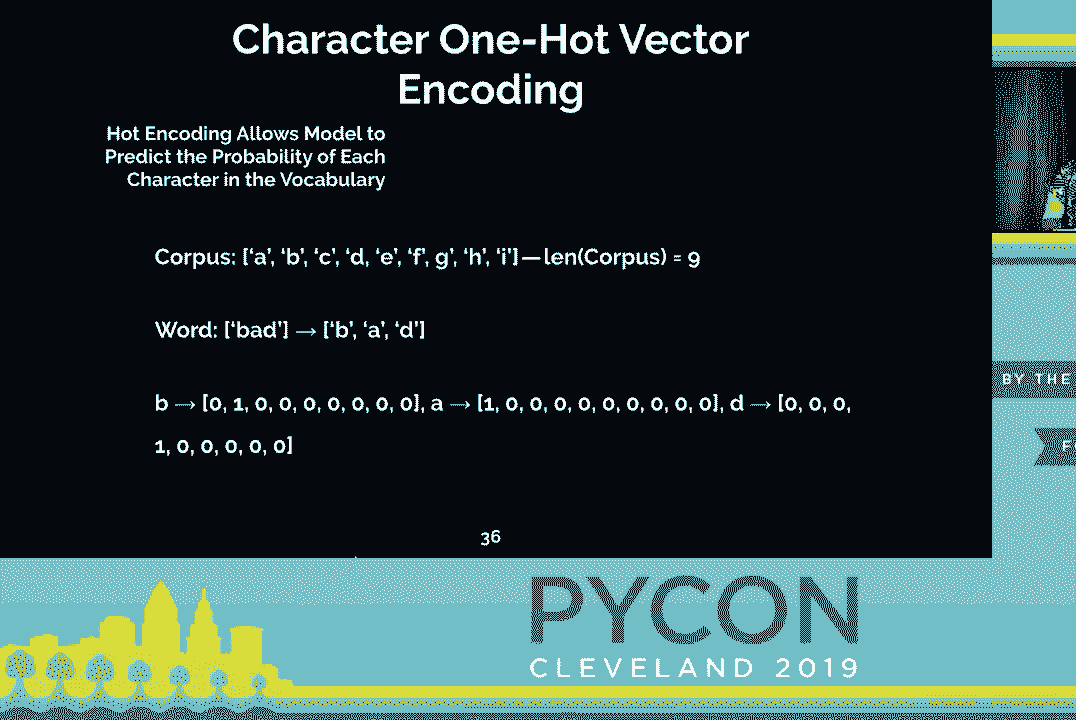 Character One-Hot Vector
Encoding
Hot Encoding Allows Model to
Predict the Probability of Each
Character in the Vocabulary
Corpus: [‘a’, ‘b’, ‘c’, ‘d, ‘e’, ‘f’, g’, ‘h’, ‘i’] — len(Corpus) = 9
Word: [‘bad’] → [‘b’, ‘a’, ‘d’]
b → [0, 1, 0, 0, 0, 0, 0, 0, 0], a → [1, 0, 0, 0, 0, 0, 0, 0, 0, 0], d → [0, 0, 0,
1, 0, 0, 0, 0, 0]
36
BY THE
PYCON
CLEVELAND 2019